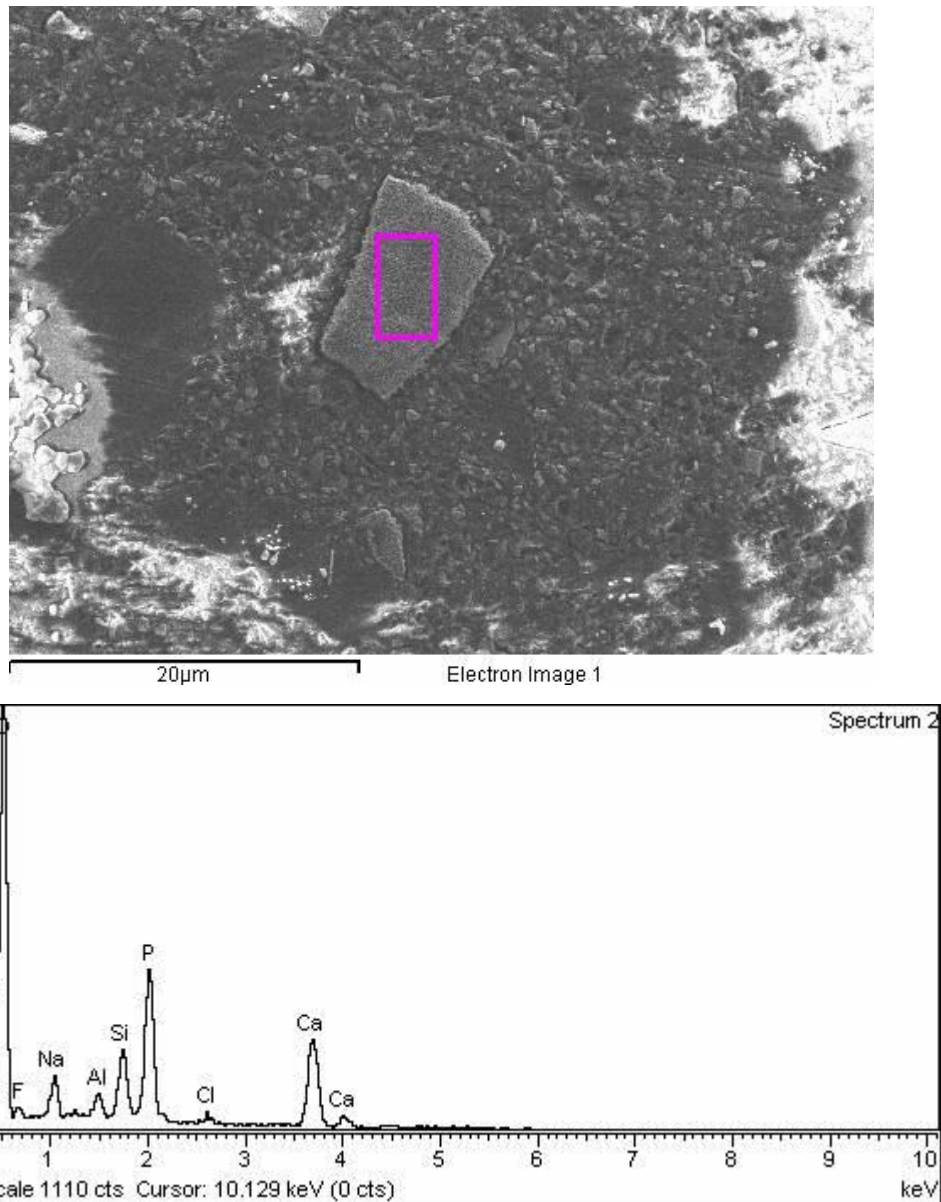 20µm
Electron Image 1
Spectrum 2
P
Ca
Si
Na
Al
F
Cl
Ca
1 2 3 4 5 6 7 8 9 10
cale 1110 cts Cursor: 10.129 keV (0 cts)
keV